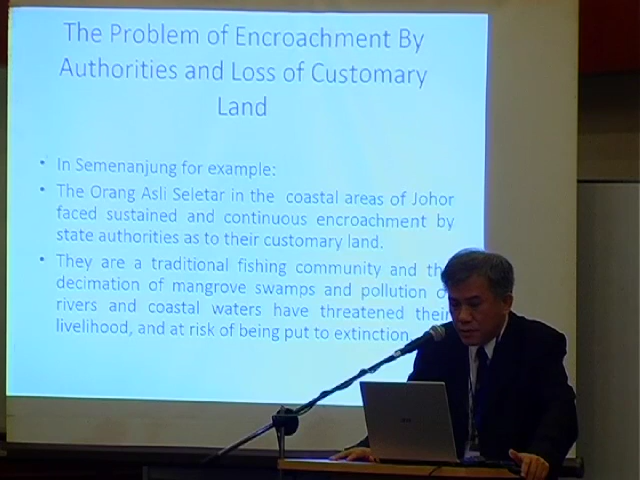 The Problem of Encroachment By
Authorities and Loss of Customary
Land
• In Semenanjung for example:
• The Orang Asli Seletar in the coastal areas of Johor
faced sustained and continuous encroachment by
state authorities as to their customary land.
• They are a traditional fishing community and the
decimation of mangrove swamps and pollution of
rivers and coastal waters have threatened their
livelihood, and at risk of being put to extinction.